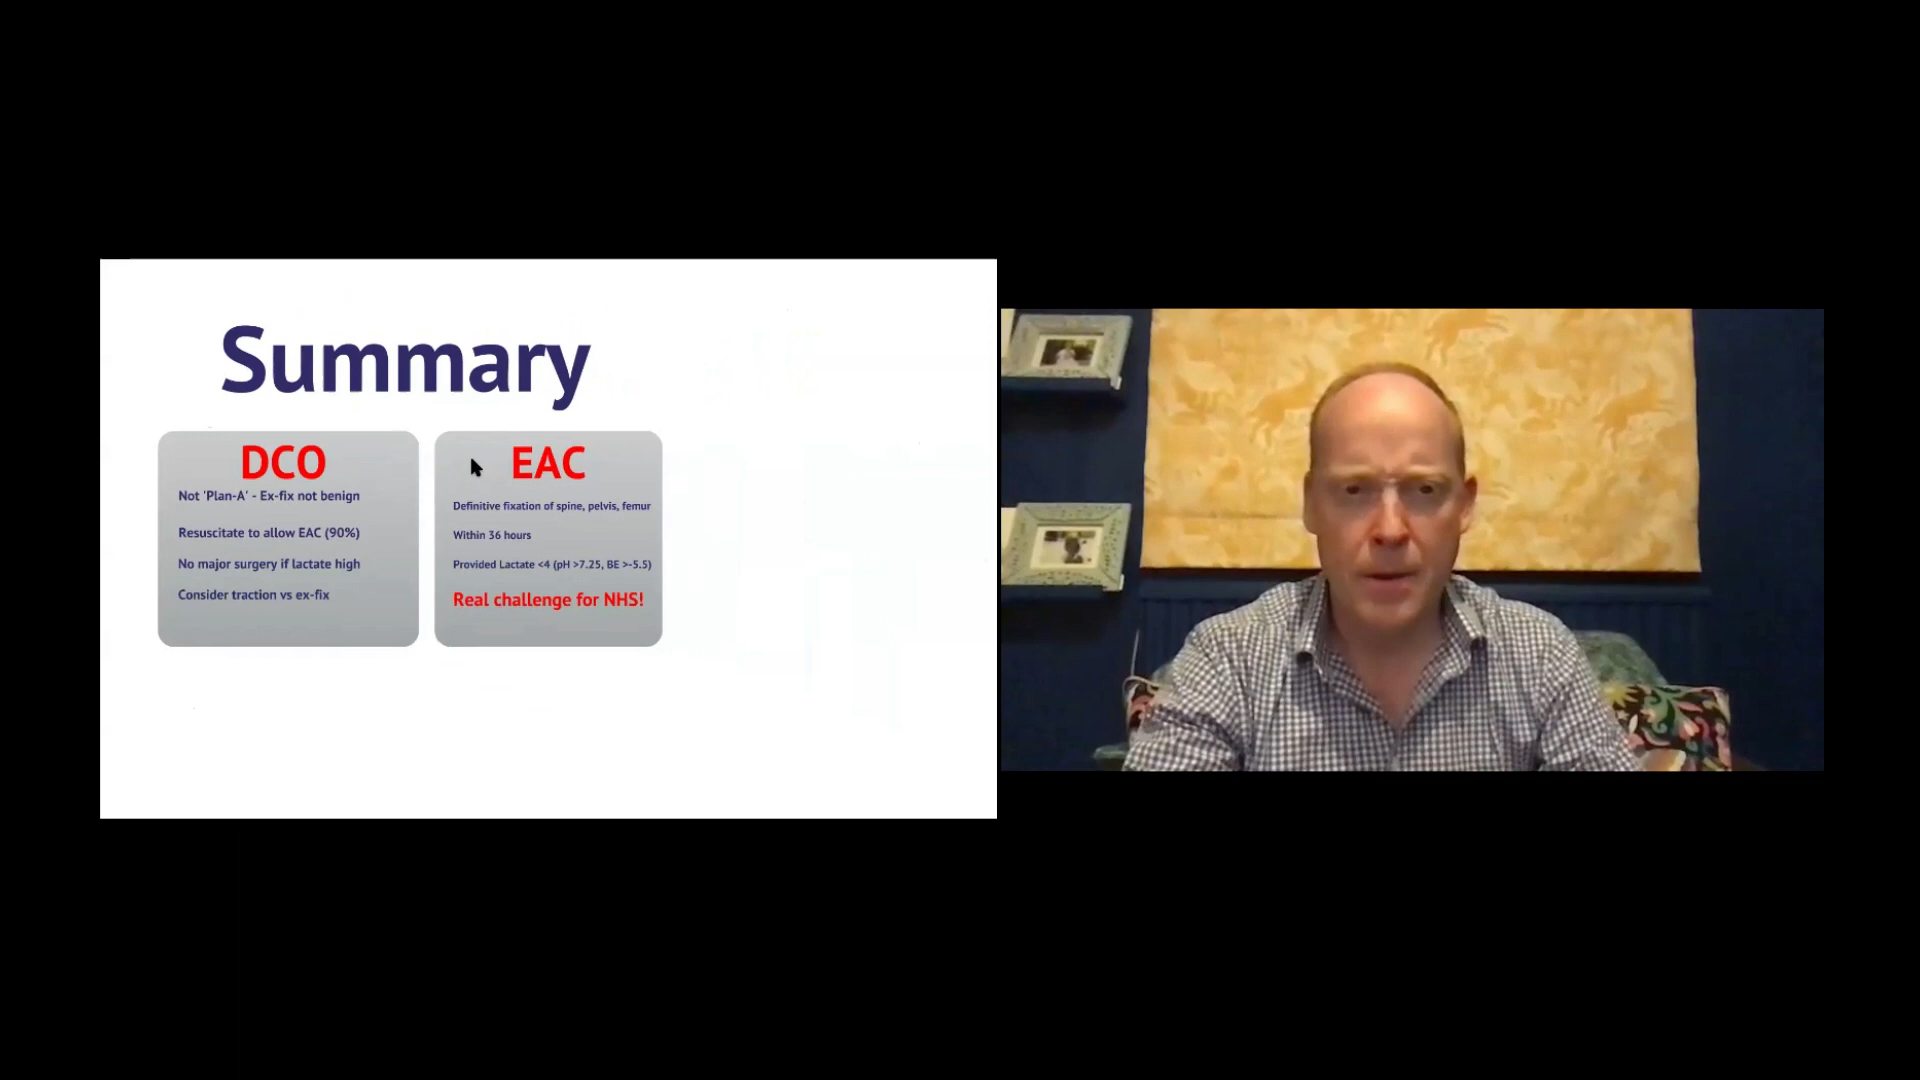 Summary
DCO
Not 'Plan-A' - Ex-fix not benign
Resuscitate to allow EAC (90%)
No major surgery if lactate high
Consider traction vs ex-fix
EAC
Definitive fixation of spine, pelvis, femur
Within 36 hours
Provided Lactate <4 (pH >7.25, BE >-5.5)
Real challenge for NHS!